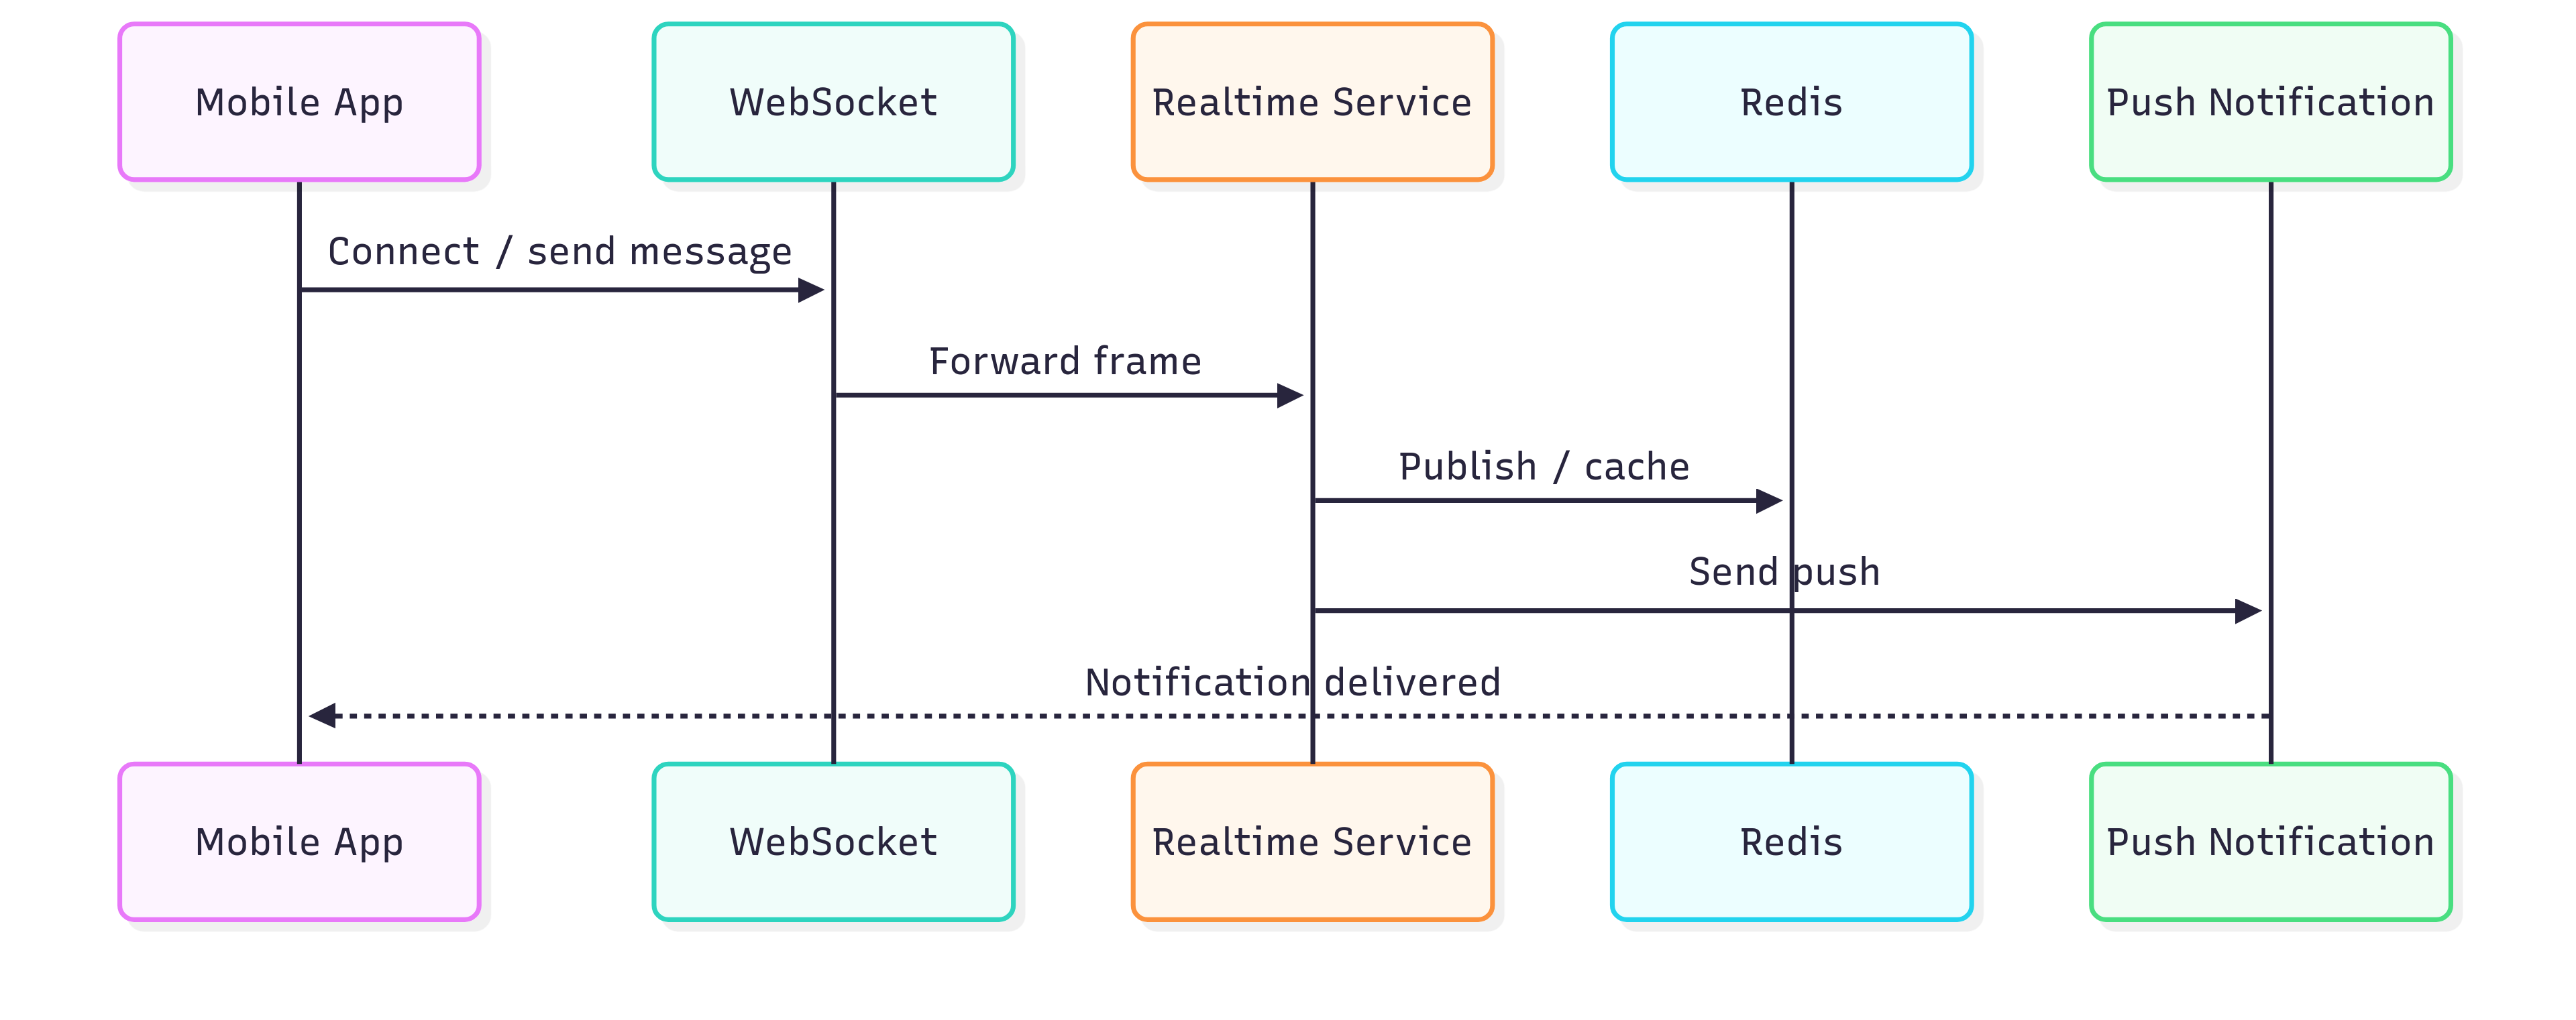 Mobile App
WebSocket
Realtime Service
Redis
Push Notification
Connect / send message
Forward frame
Publish / cache
Send push
Notification delivered
Mobile App
WebSocket
Realtime Service
Redis
Push Notification